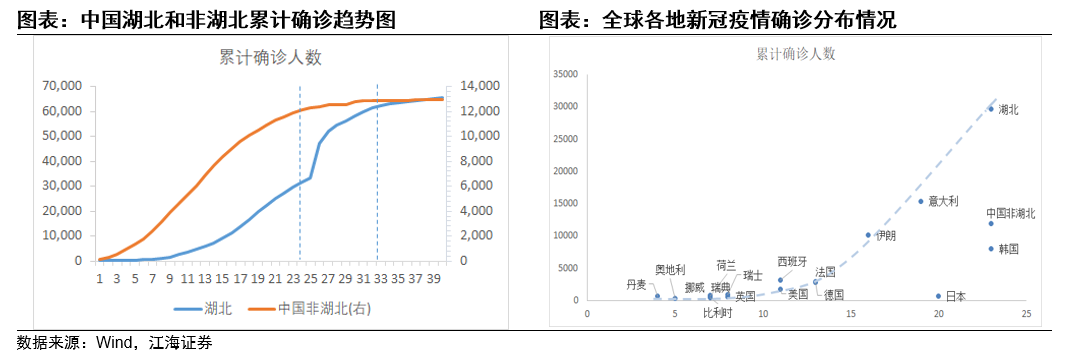 图表：中国湖北和非湖北累计确诊趋势图
累计确诊人数
70,000
60,000
50,000
40,000
30,000
20,000
10,000
0
14,000
12,000
10,000
8,000
6,000
4,000
2,000
0
1 3 5 7 9 11 13 15 17 19 21 23 25 27 29 31 33 35 37 39
湖北 中国非湖北(右)
图表：全球各地新冠疫情确诊分布情况
累计确诊人数
35000
30000
25000
20000
15000
10000
5000
0
湖北
意大利
中国非湖北
伊朗
韩国
西班牙
法国
荷兰
瑞士
奥地利
丹麦
挪威
瑞典
英国
美国
德国
日本
比利时
0 5 10 15 20 25
数据来源：Wind，江海证券